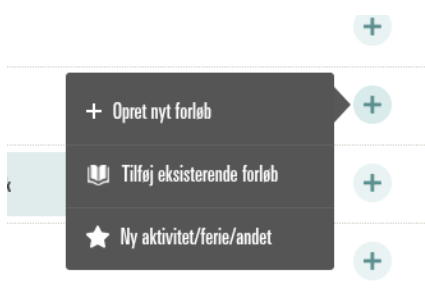 Opret nyt forløb
Tilføj eksisterende forløb
Ny aktivitet/ferie/andet